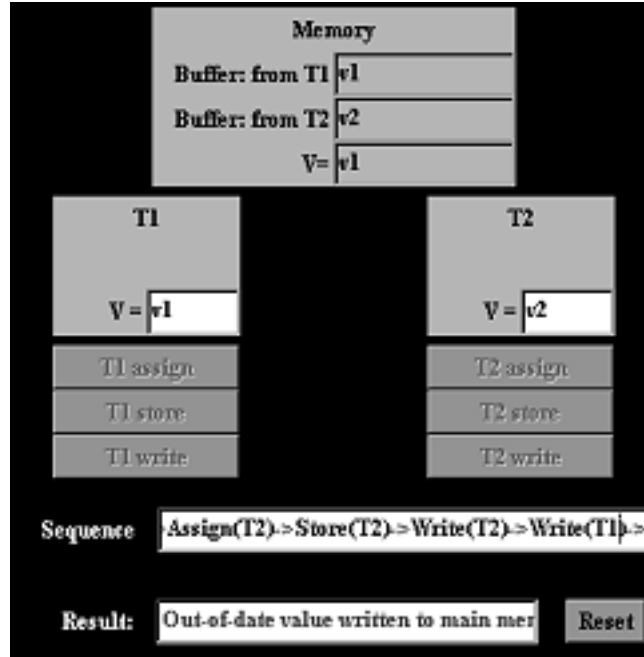 Memory
Buffer: from T1 v1
Buffer: from T2 v2
V= v1
T1 T2
V = v1 V = v2
T1 assign T2 assign
T1 store T2 store
T1 write T2 write
Sequence Assign(T2)->Store(T2)->Write(T2)->Write(T1)->
Result: Out-of-date value written to main mer Reset